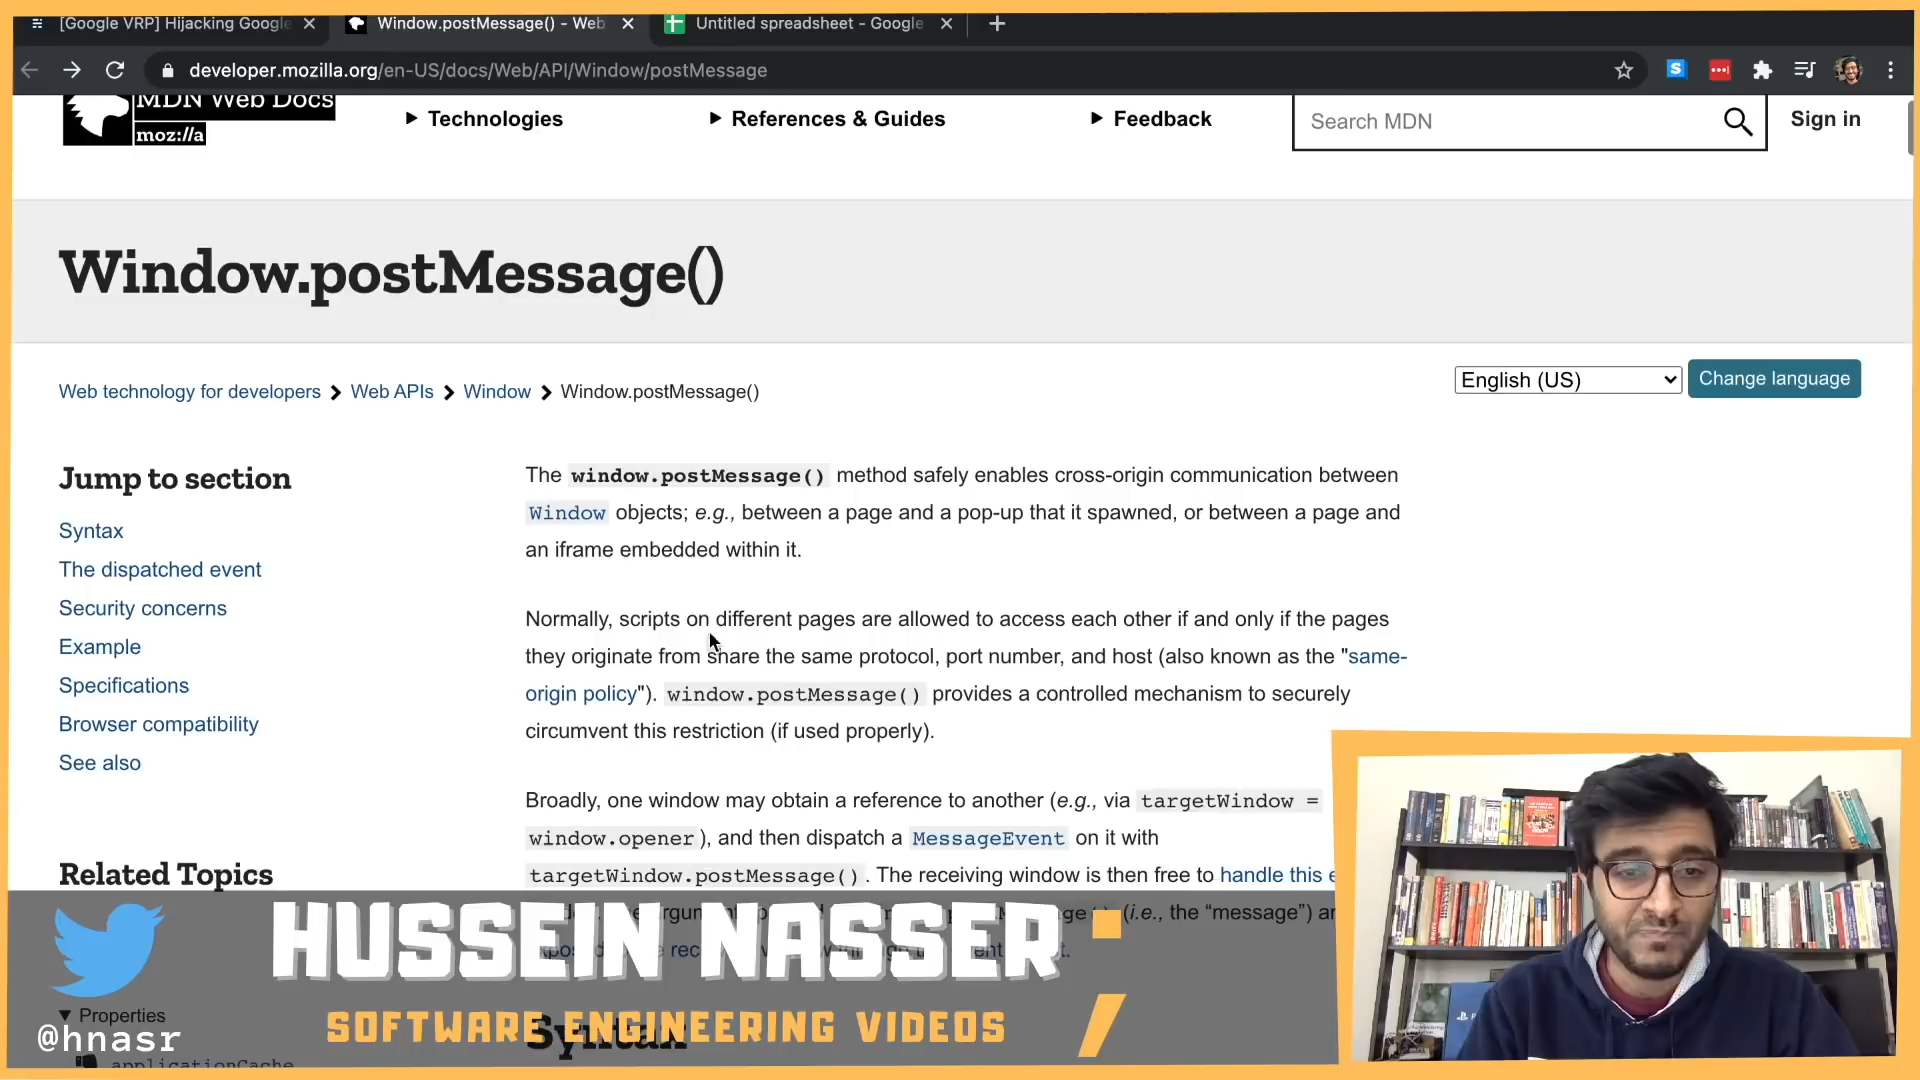 [Google VRP] Hijacking Google
Window.postMessage() - Web
Untitled spreadsheet - Google
developer.mozilla.org/en-US/docs/Web/API/Window/postMessage
MDN Web Docs
moz://a
Technologies
References & Guides
Feedback
Search MDN
Sign in
Window.postMessage()
Web technology for developers
Web APIs
Window
Window.postMessage()
English (US)
Change language
Jump to section
Syntax
The dispatched event
Security concerns
Example
Specifications
Browser compatibility
See also
Related Topics
The window.postMessage() method safely enables cross-origin communication between
Window objects; e.g., between a page and a pop-up that it spawned, or between a page and
an iframe embedded within it.
Normally, scripts on different pages are allowed to access each other if and only if the pages
they originate from share the same protocol, port number, and host (also known as the "same-
origin policy"). window.postMessage() provides a controlled mechanism to securely
circumvent this restriction (if used properly).
Broadly, one window may obtain a reference to another (e.g., via targetWindow =
window.opener), and then dispatch a MessageEvent on it with
targetWindow.postMessage(). The receiving window is then free to handle this e
(i.e., the “message”) ar
HUSSEIN NASSER
SOFTWARE ENGINEERING VIDEOS
;
Syntax
Properties
@hnasr
applicationCache